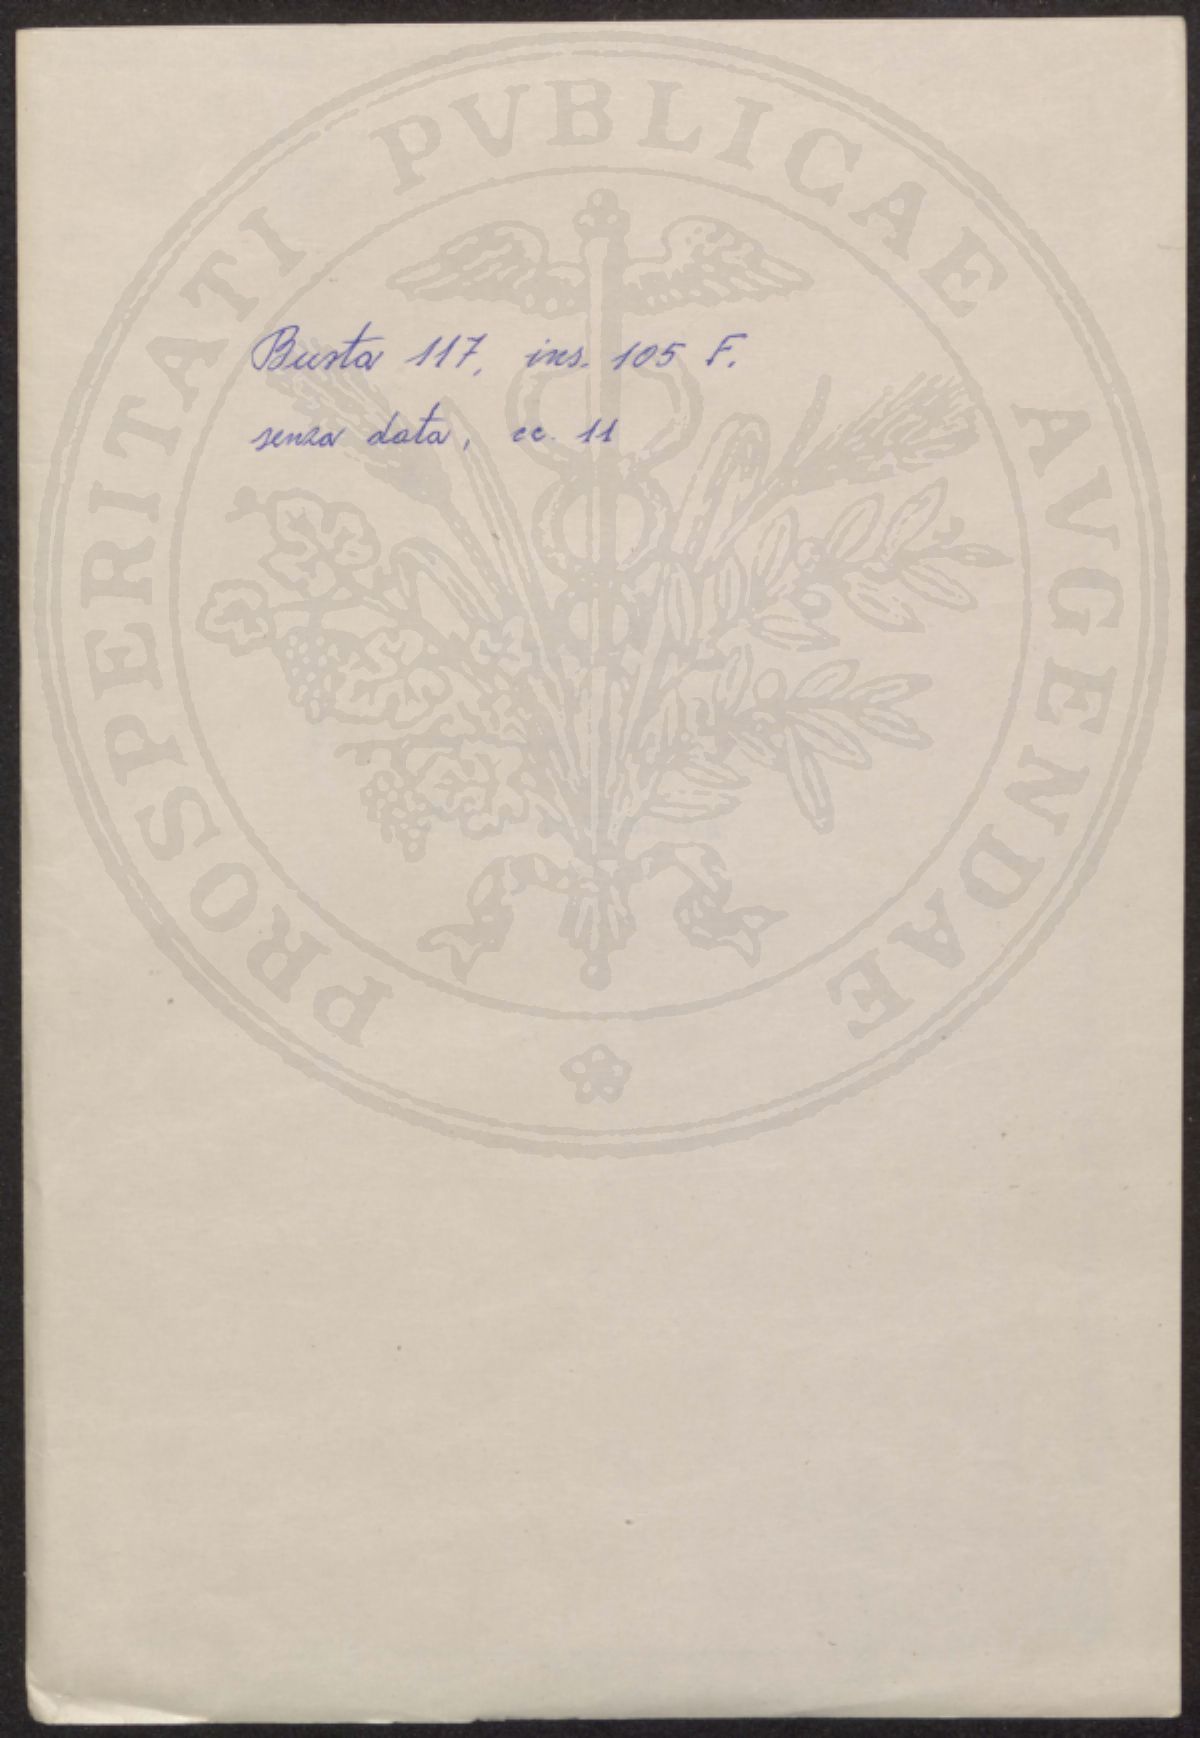 PROSPERITATI PVBLICAE AVGENDAE
Busta 117, ins. 105 F.
senza data, cc. 11